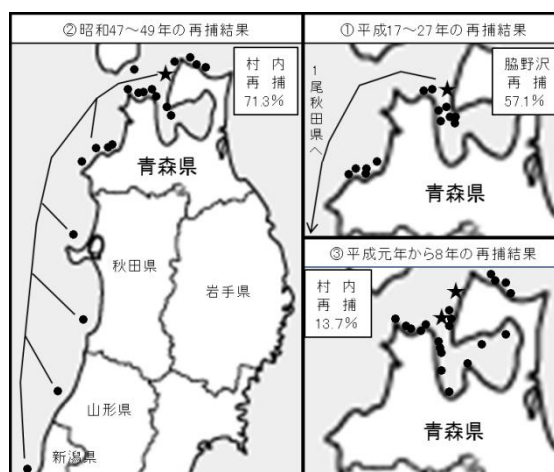 ②昭和47～49年の再捕結果
村内
再捕
71.3%
青森県
秋田県
岩手県
山形県
新潟県
①平成17～27年の再捕結果
1尾秋田県へ
脇野沢
再捕
57.1%
青森県
③平成元年から8年の再捕結果
村内
再捕
13.7%
青森県